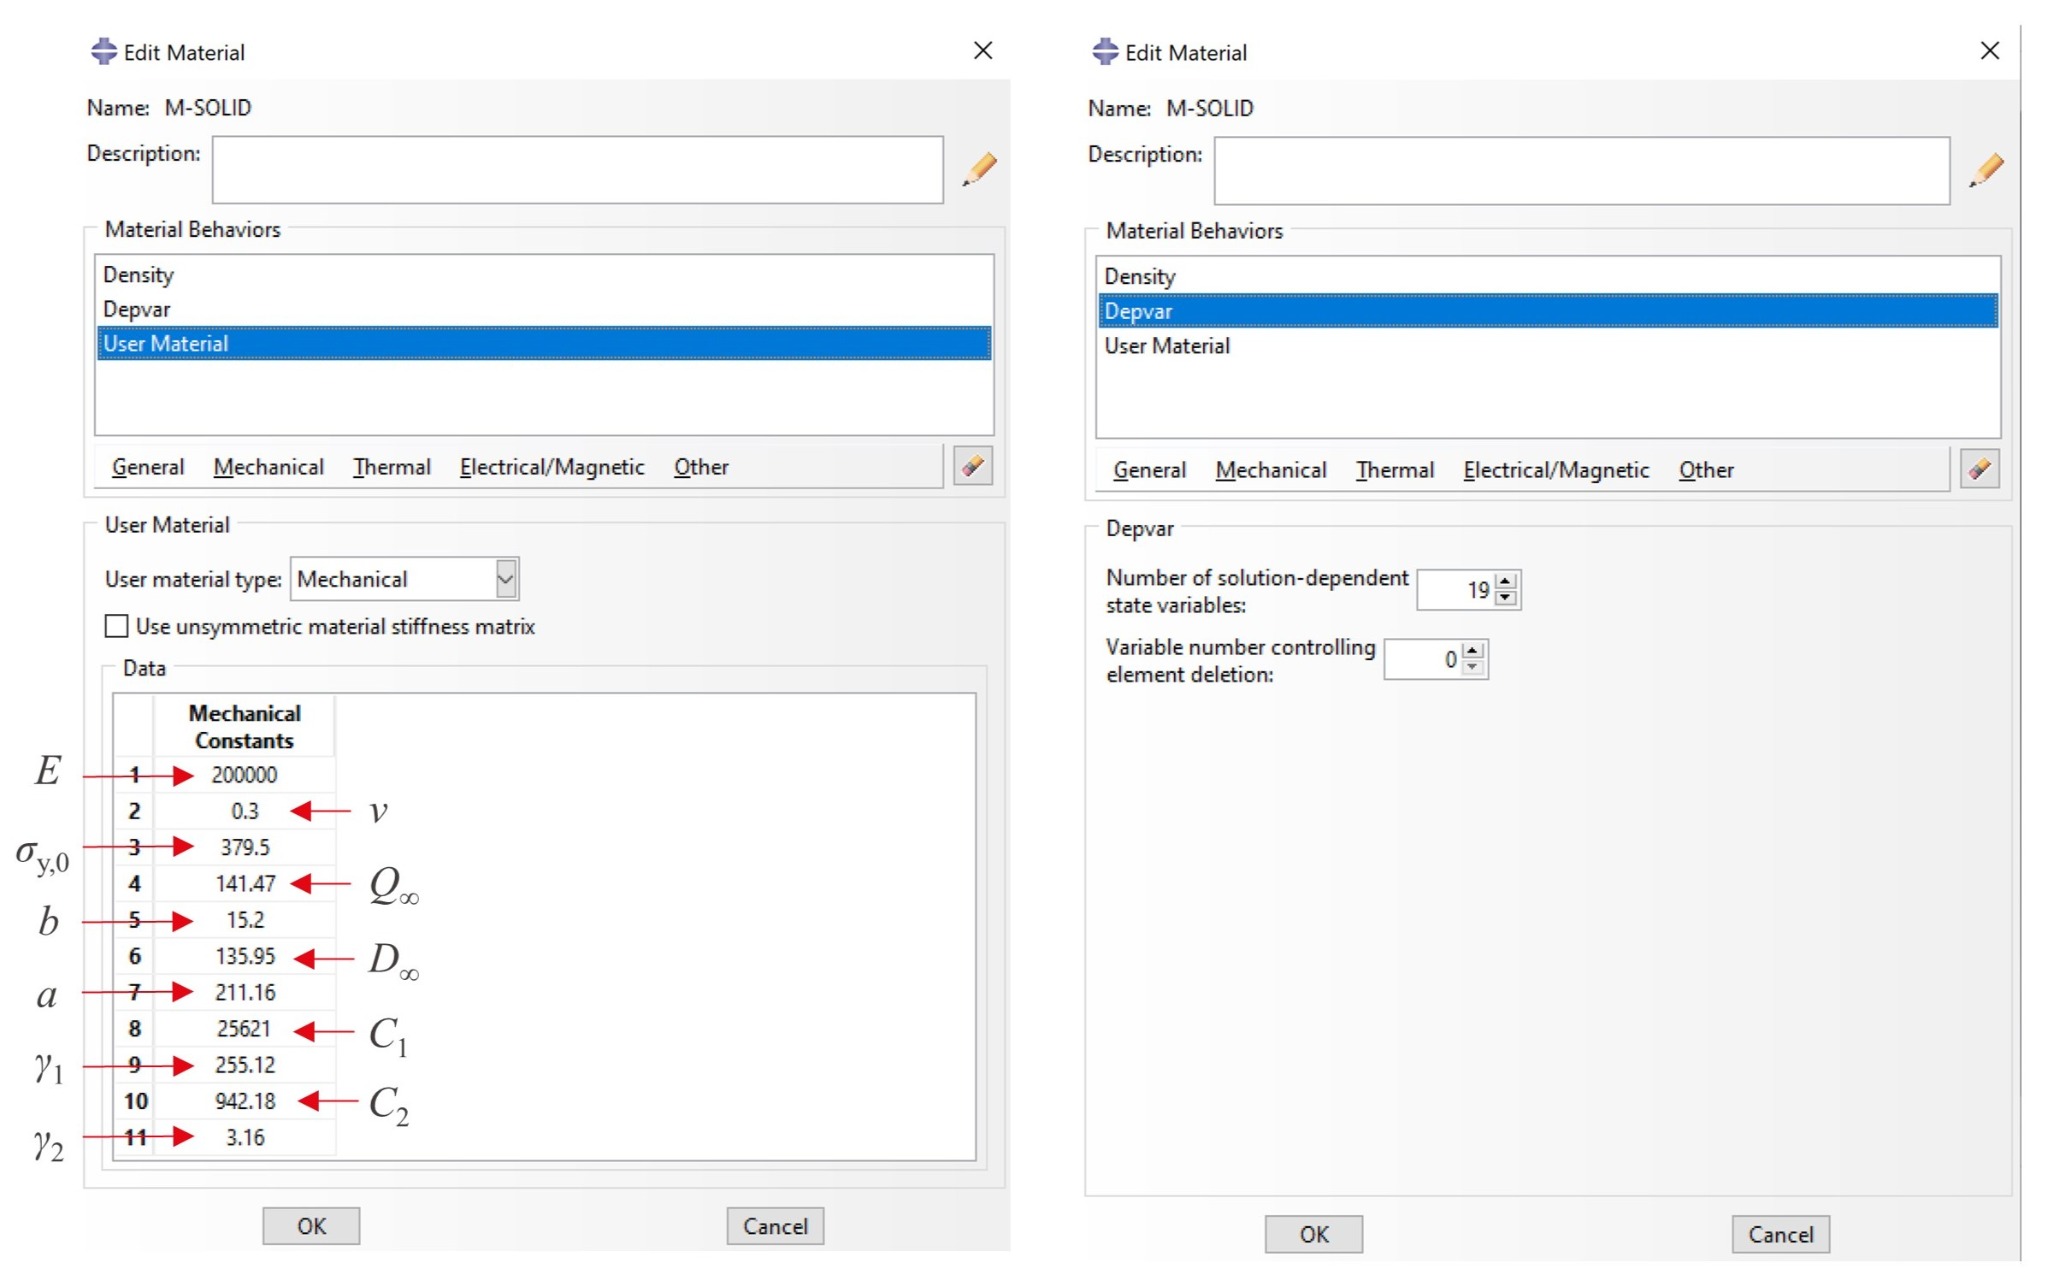 Edit Material
Name: M-SOLID
Description:
Material Behaviors
Density
Depvar
User Material
General Mechanical Thermal Electrical/Magnetic Other
User Material
User material type: Mechanical
Use unsymmetric material stiffness matrix
Data
Mechanical
Constants
E 1 200000
2 0.3 ν
σy,0 3 379.5
4 141.47 Q∞
b 5 15.2
6 135.95 D∞
a 7 211.16
8 25621 C1
γ1 9 255.12
10 942.18 C2
γ2 11 3.16
OK Cancel
Edit Material
Name: M-SOLID
Description:
Material Behaviors
Density
Depvar
User Material
General Mechanical Thermal Electrical/Magnetic Other
Depvar
Number of solution-dependent
state variables: 19
Variable number controlling
element deletion: 0
OK Cancel